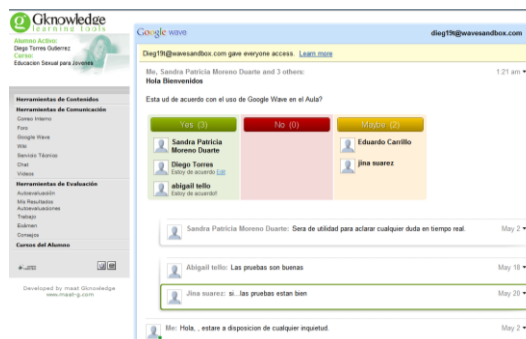 Gknowledge
learning tools
Alumno Activo:
Diego Torres Gutierrez
Curso:
Educacion Sexual para Jovenes
Herramientas de Contenidos
Herramientas de Comunicación
Correo Interno
Foro
Google Wave
Wiki
Servicio Técnico
Chat
Videos
Herramientas de Evaluación
Autoevaluación
Mis Resultados
Autoevaluaciones
Trabajo
Exámen
Consejos
Cursos del Alumno
Developed by maat Gknowledge
www.maat-g.com
Google wave
dieg19t@wavesandbox.com
Dieg19t@wavesandbox.com gave everyone access. Learn more
Me, Sandra Patricia Moreno Duarte and 3 others:
1:21 am
Hola Bienvenidos
Esta ud de acuerdo con el uso de Google Wave en el Aula?
Yes (3)
No (0)
Maybe (2)
Sandra Patricia
Moreno Duarte
Diego Torres
Estoy de acuerdo Edit
abigail tello
Estoy de acuerdo!
Eduardo Carrillo
jina suarez
Sandra Patricia Moreno Duarte: Sera de utilidad para aclarar cualquier duda en tiempo real.
May 2
Abigail tello: Las pruebas son buenas
May 18
Jina suarez: si...las pruebas estan bien
May 20
Me: Hola, , estare a disposicion de cualquier inquietud.
May 2